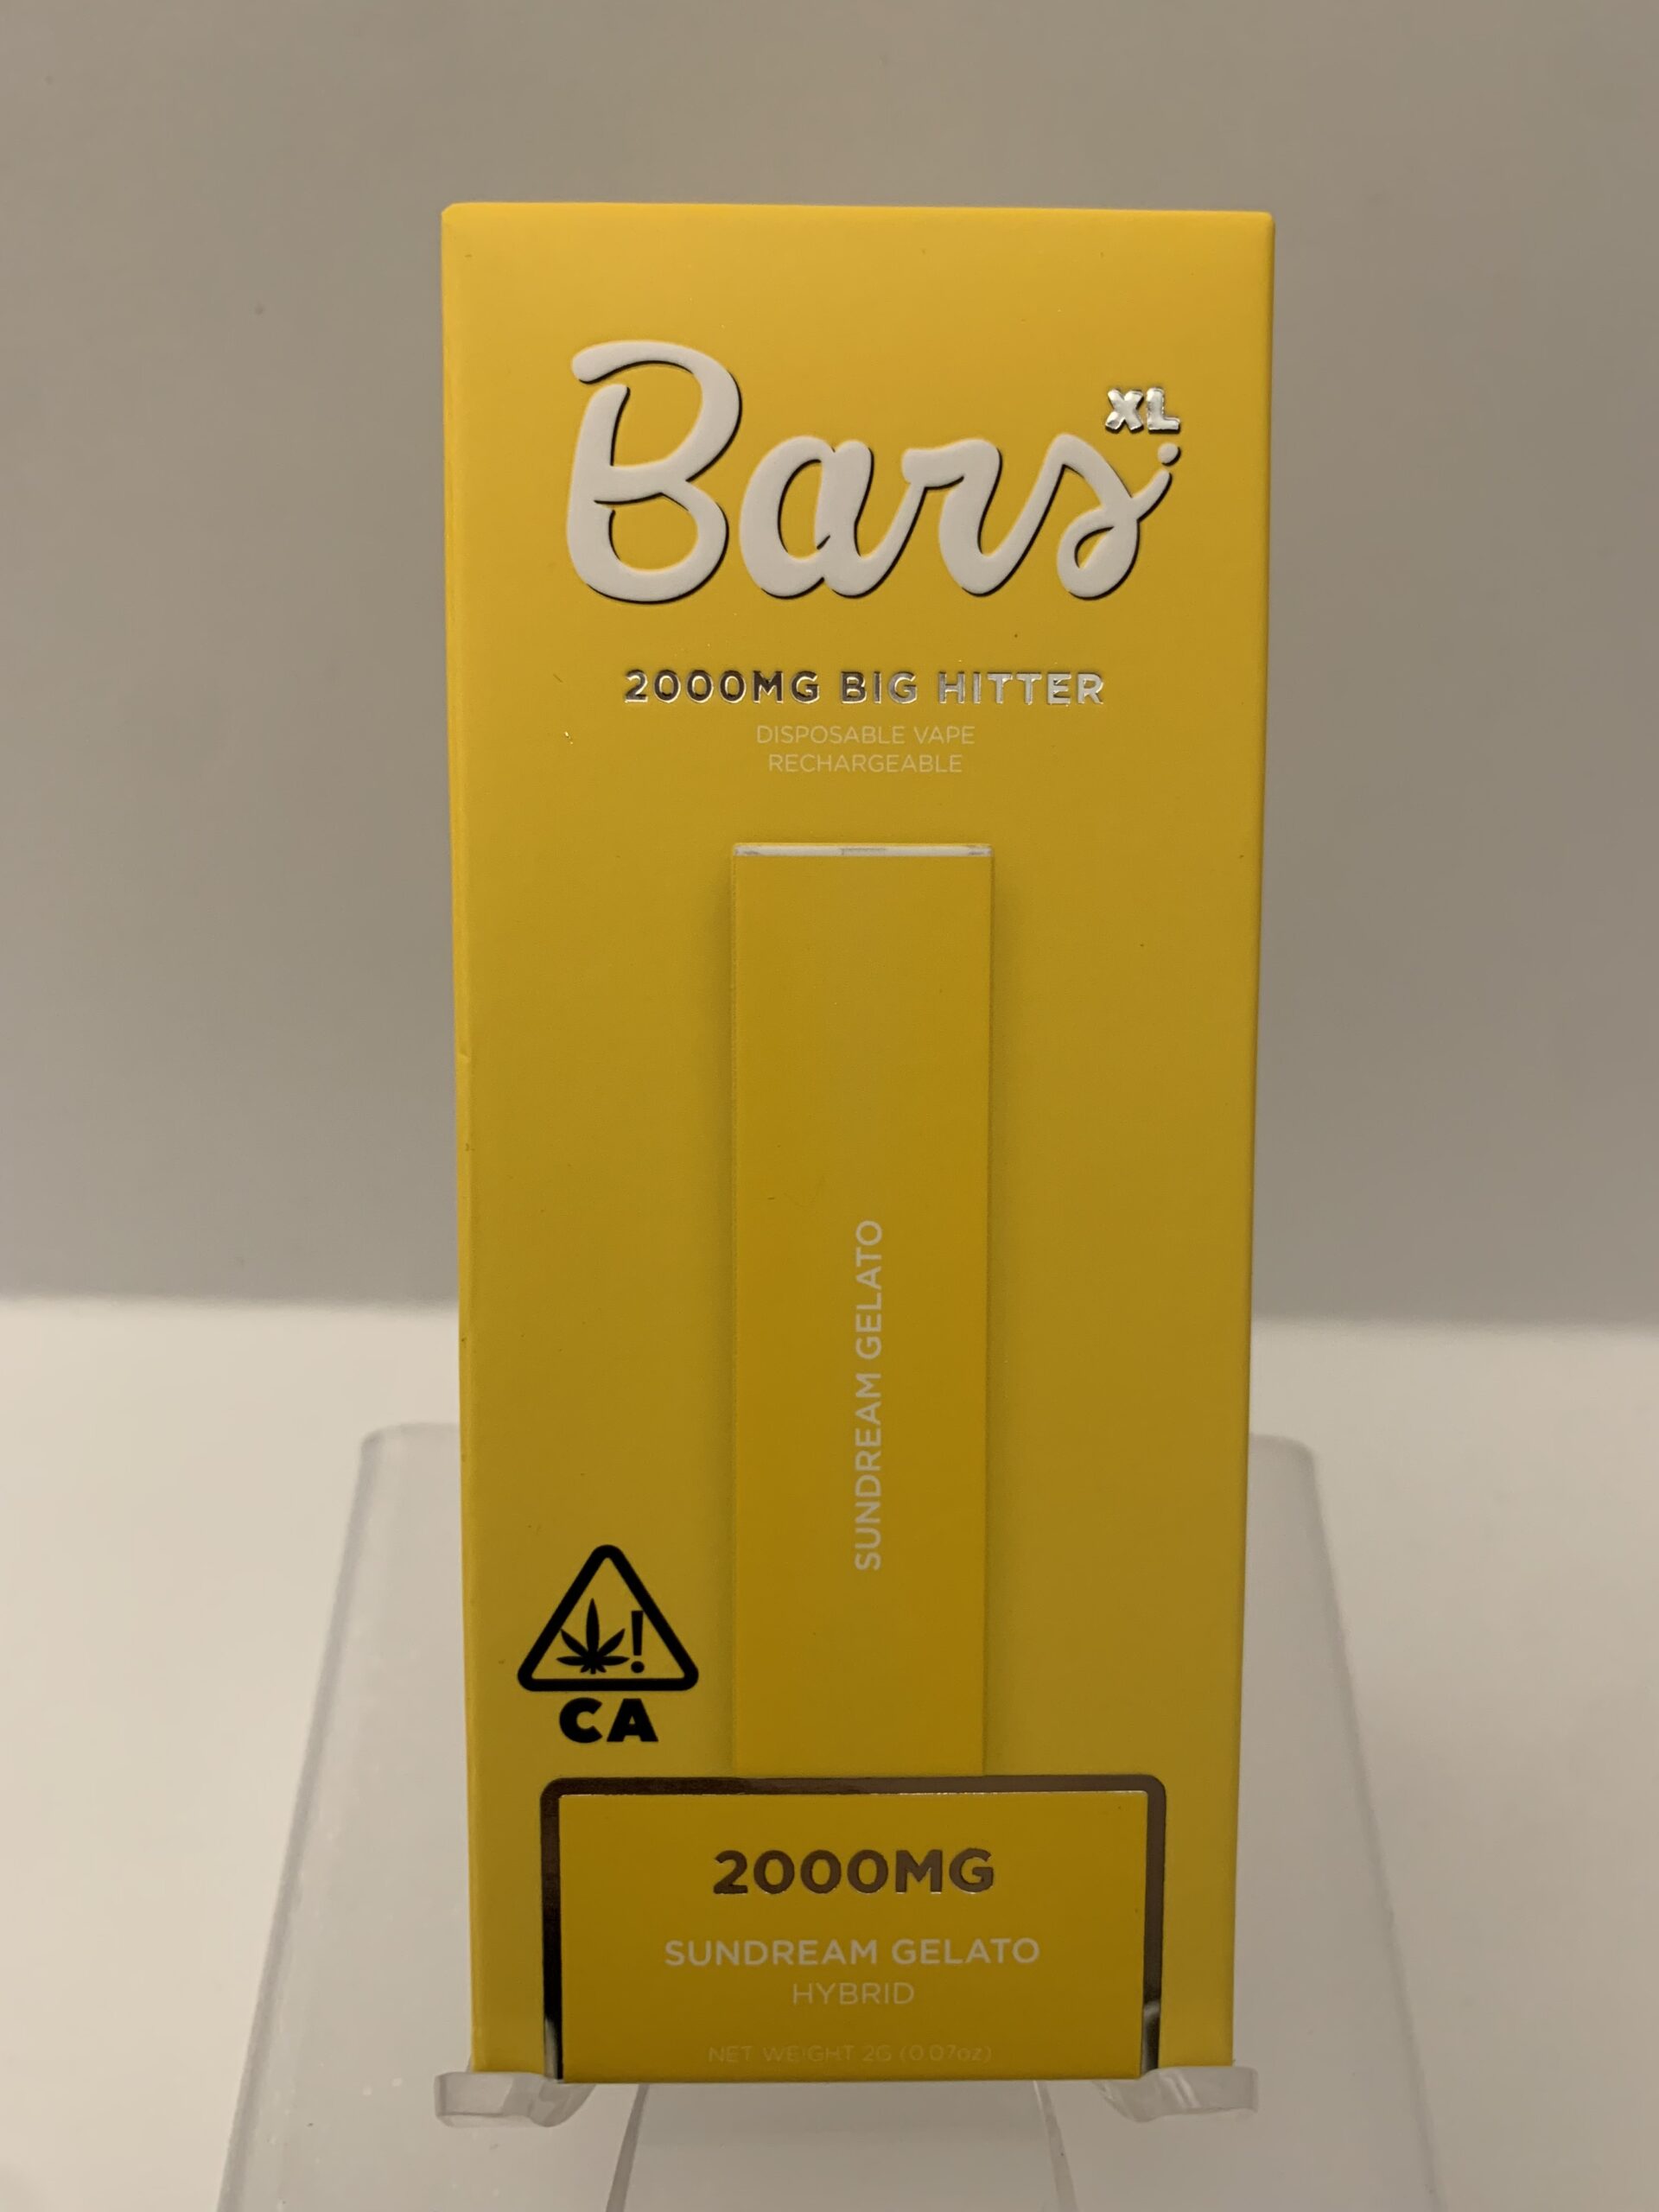 Bars XL
2000MG BIG HITTER
DISPOSABLE VAPE
RECHARGEABLE
SUNDREAM GELATO
CA
2000MG
SUNDREAM GELATO
HYBRID
NET WEIGHT 2G (0.07oz)